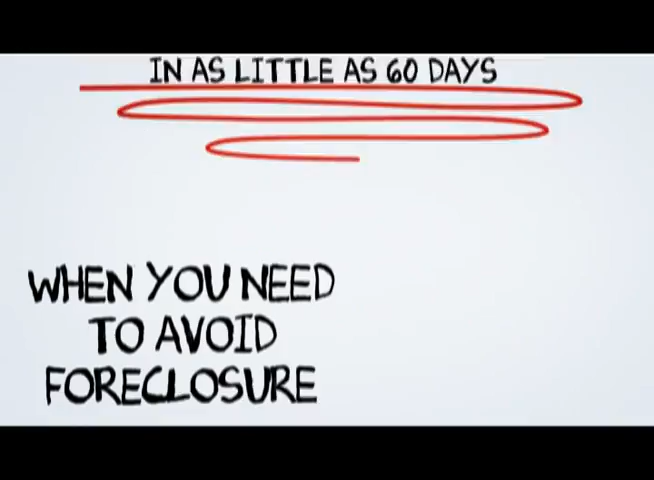 IN AS LITTLE AS 60 DAYS
WHEN YOU NEED
TO AVOID
FORECLOSURE